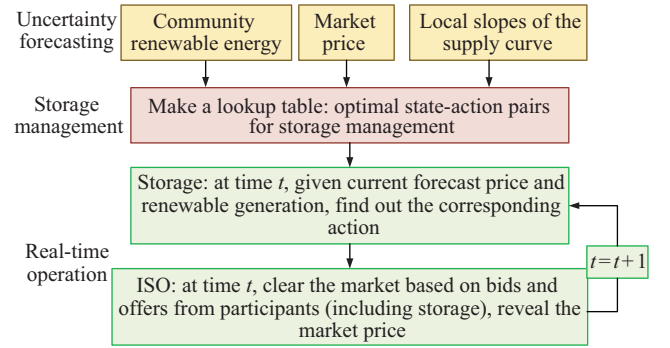 Uncertainty
forecasting
Community
renewable energy
Market
price
Local slopes of the
supply curve
Storage
management
Make a lookup table: optimal state-action pairs
for storage management
Storage: at time t, given current forecast price and
renewable generation, find out the corresponding
action
Real-time
operation
t=t+1
ISO: at time t, clear the market based on bids and
offers from participants (including storage), reveal the
market price